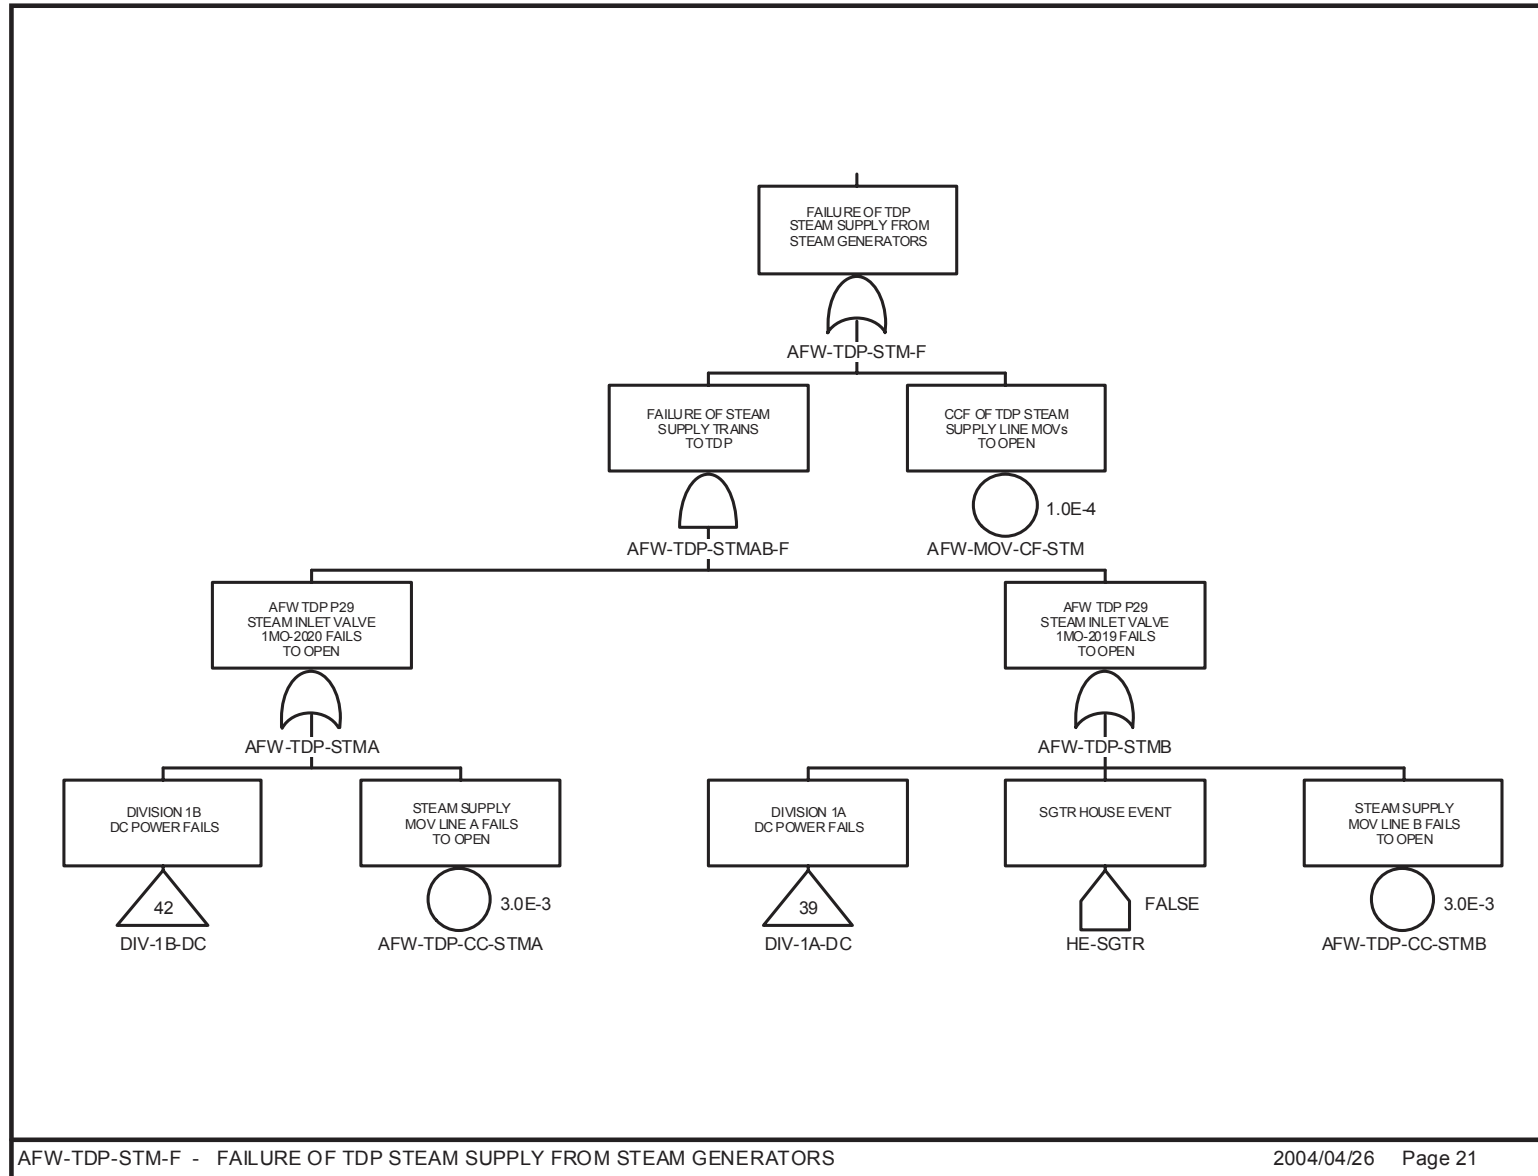 FAILURE OF TDP
STEAM SUPPLY FROM
STEAM GENERATORS
AFW-TDP-STM-F
FAILURE OF STEAM
SUPPLY TRAINS
TO TDP
AFW-TDP-STMAB-F
CCF OF TDP STEAM
SUPPLY LINE MOVs
TO OPEN
1.0E-4
AFW-MOV-CF-STM
AFW TDP P29
STEAM INLET VALVE
1MO-2020 FAILS
TO OPEN
AFW-TDP-STMA
AFW TDP P29
STEAM INLET VALVE
1MO-2019 FAILS
TO OPEN
AFW-TDP-STMB
DIVISION 1B
DC POWER FAILS
42
DIV-1B-DC
STEAM SUPPLY
MOV LINE A FAILS
TO OPEN
3.0E-3
AFW-TDP-CC-STMA
DIVISION 1A
DC POWER FAILS
39
DIV-1A-DC
SGTR HOUSE EVENT
FALSE
HE-SGTR
STEAM SUPPLY
MOV LINE B FAILS
TO OPEN
3.0E-3
AFW-TDP-CC-STMB
AFW-TDP-STM-F - FAILURE OF TDP STEAM SUPPLY FROM STEAM GENERATORS 2004/04/26 Page 21